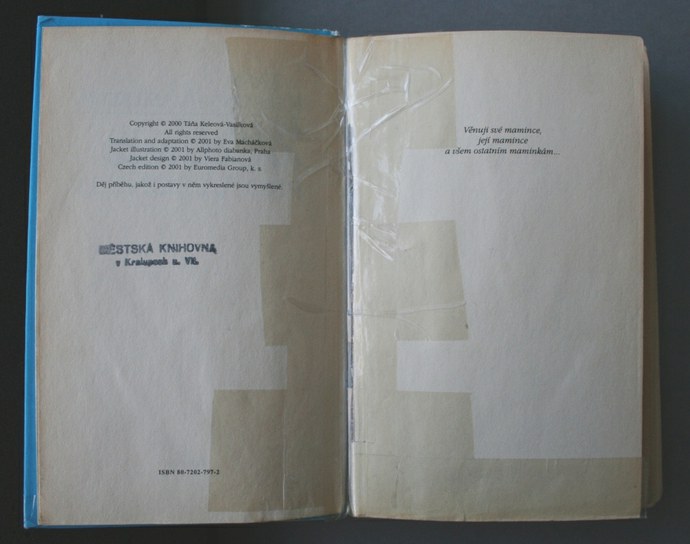 Copyright © 2000 Táňa Keleová-Vasilková
All rights reserved
Translation and adaptation © 2001 by Eva Macháčková
Jacket illustration © 2001 by Allphoto diabanka, Praha
Jacket design © 2001 by Viera Fabianová
Czech edition © 2001 by Euromedia Group, k. s.
Děj příběhu, jakož i postavy v něm vykreslené jsou vymyšlené.
MĚSTSKÁ KNIHOVNA
v Kralupech n. Vlt.
ISBN 80-7202-797-2
Věnuji své mamince,
její mamince
a všem ostatním maminkám...